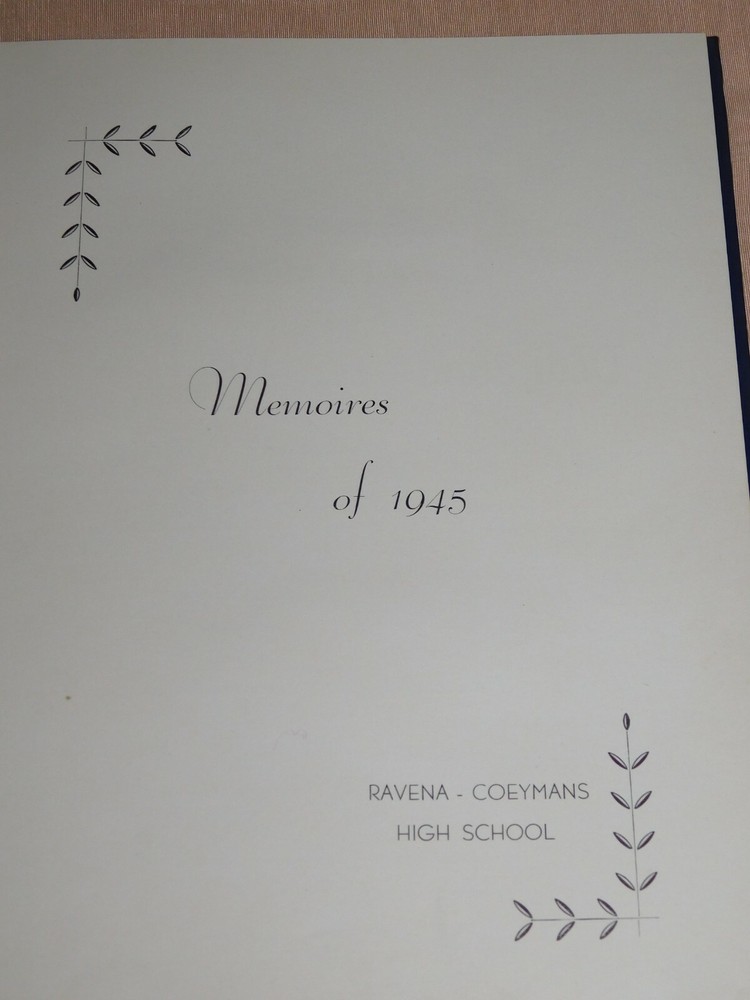 Memoires
of 1945
RAVENA - COEYMANS
HIGH SCHOOL